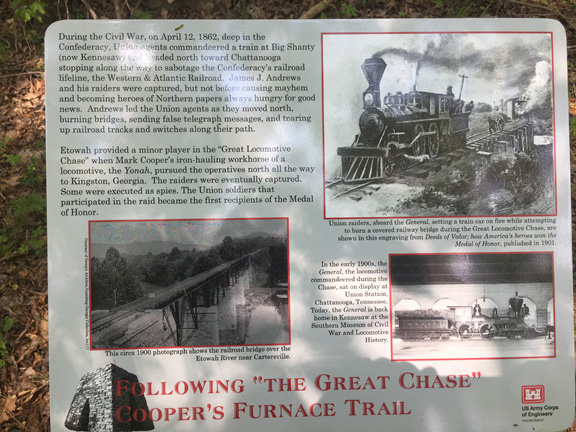 During the Civil War, on April 12, 1862, deep in the
Confederacy, Union agents commandeered a train at Big Shanty
(now Kennesaw) and headed north toward Chattanooga
stopping along the way to sabotage the Confederacy's railroad
lifeline, the Western & Atlantic Railroad. James J. Andrews
and his raiders were captured, but not before causing mayhem
and becoming heroes of Northern papers always hungry for good
news. Andrews led the Union agents as they moved north,
burning bridges, sending false telegraph messages, and tearing
up railroad tracks and switches along their path.
Etowah provided a minor player in the "Great Locomotive
Chase" when Mark Cooper's iron-hauling workhorse of a
locomotive, the Yonah, pursued the operatives north all the way
to Kingston, Georgia. The raiders were eventually captured.
Some were executed as spies. The Union soldiers that
participated in the raid became the first recipients of the Medal
of Honor.
Union raiders, aboard the General, setting a train car on fire while attempting
to burn a covered railway bridge during the Great Locomotive Chase, are
shown in this engraving from Deeds of Valor; how America's heroes won the
Medal of Honor, published in 1901.
In the early 1900s, the
General, the locomotive
commandeered during the
Chase, sat on display at
Union Station,
Chattanooga, Tennessee.
Today, the General is back
home in Kennesaw at the
Southern Museum of Civil
War and Locomotive
History.
This circa 1900 photograph shows the railroad bridge over the
Etowah River near Cartersville.
FOLLOWING "THE GREAT CHASE"
COOPER'S FURNACE TRAIL
US Army Corps
of Engineers
Mobile District